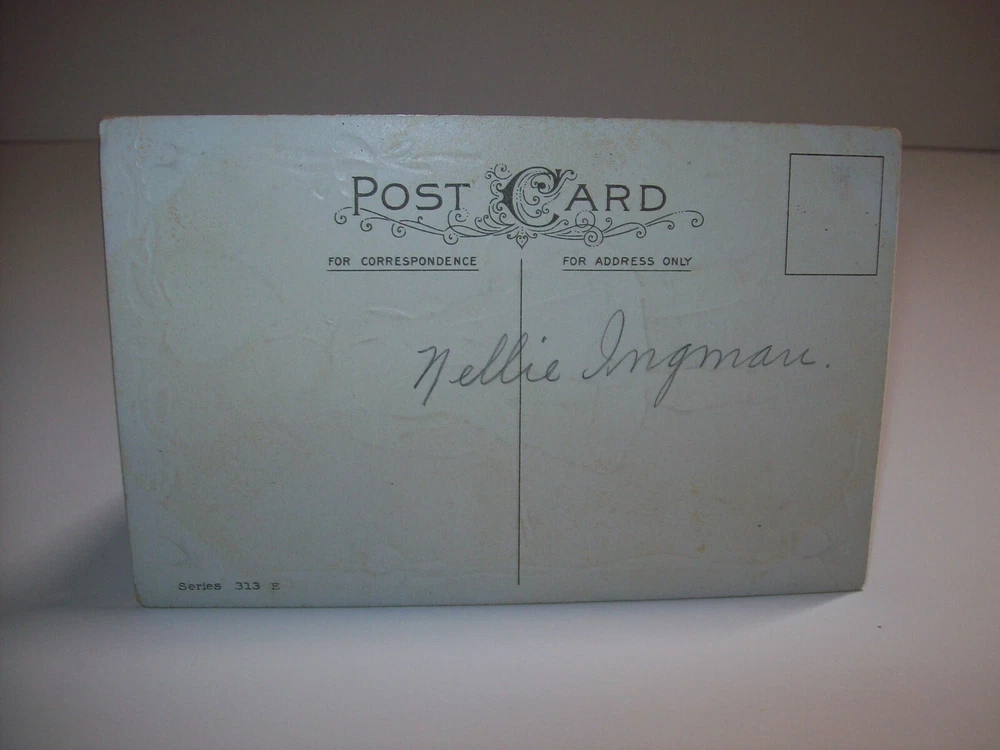 POST CARD
FOR CORRESPONDENCE
FOR ADDRESS ONLY
Nellie Ingman.
Series 313 E